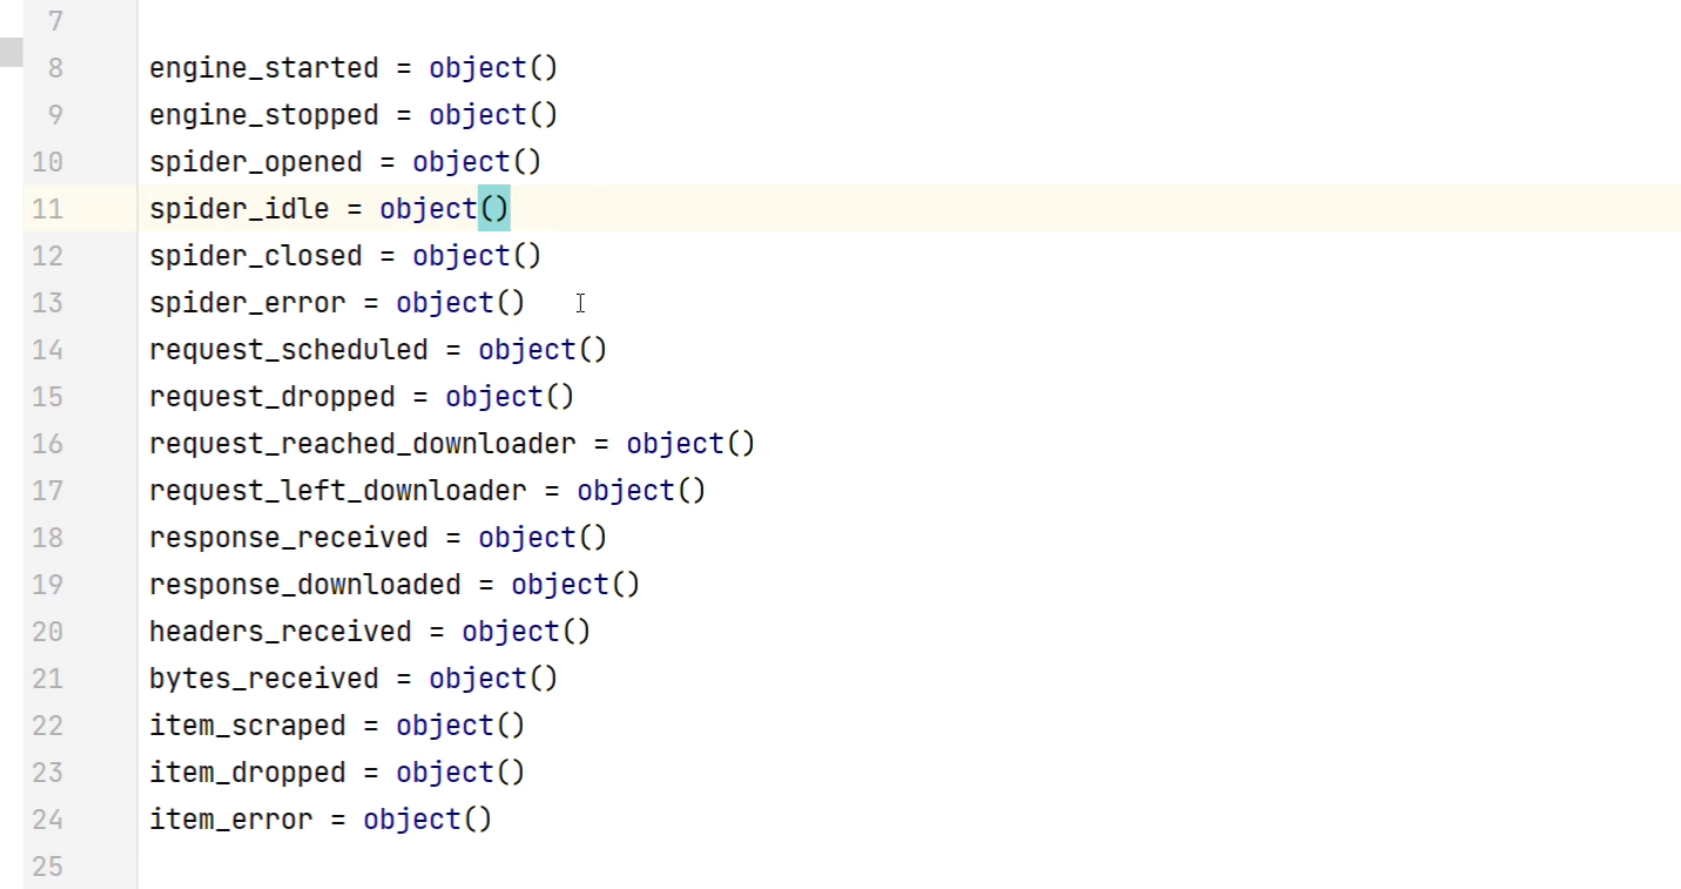 7
8 engine_started = object()
9 engine_stopped = object()
10 spider_opened = object()
11 spider_idle = object()
12 spider_closed = object()
13 spider_error = object()
14 request_scheduled = object()
15 request_dropped = object()
16 request_reached_downloader = object()
17 request_left_downloader = object()
18 response_received = object()
19 response_downloaded = object()
20 headers_received = object()
21 bytes_received = object()
22 item_scraped = object()
23 item_dropped = object()
24 item_error = object()
25